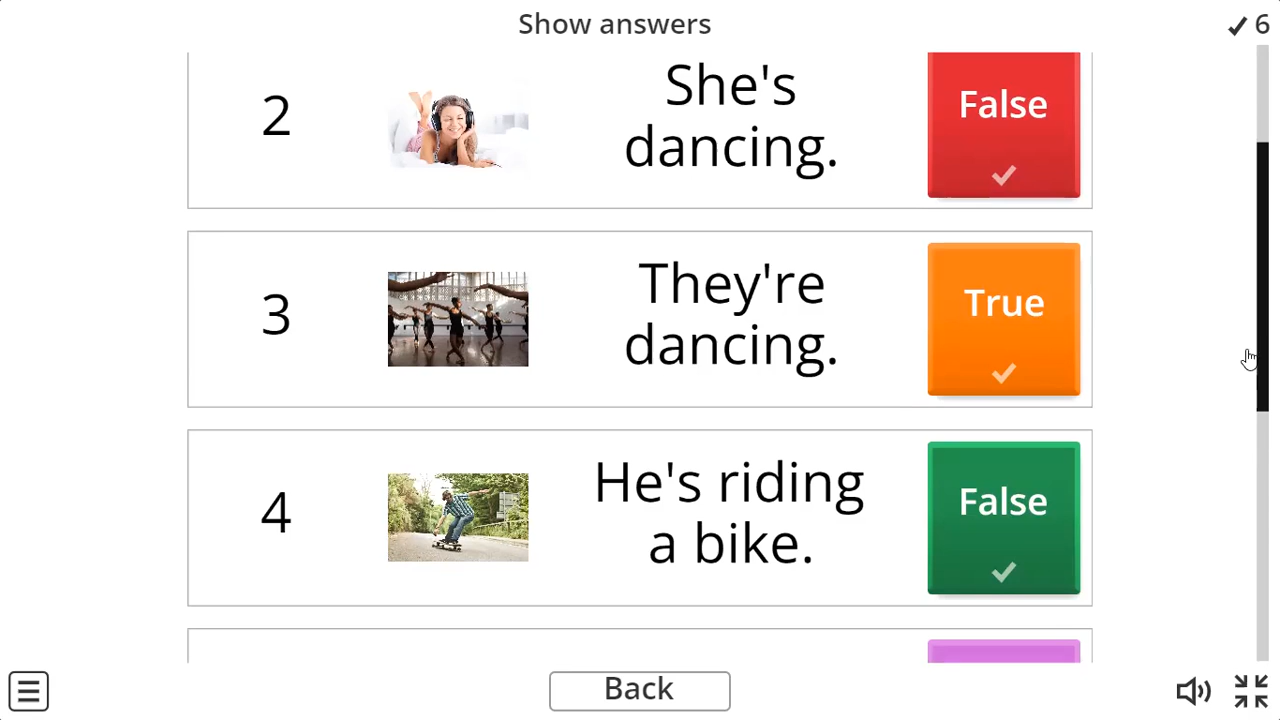 Show answers
6
2
She's
dancing.
False
3
They're
dancing.
True
4
He's riding
a bike.
False
Back